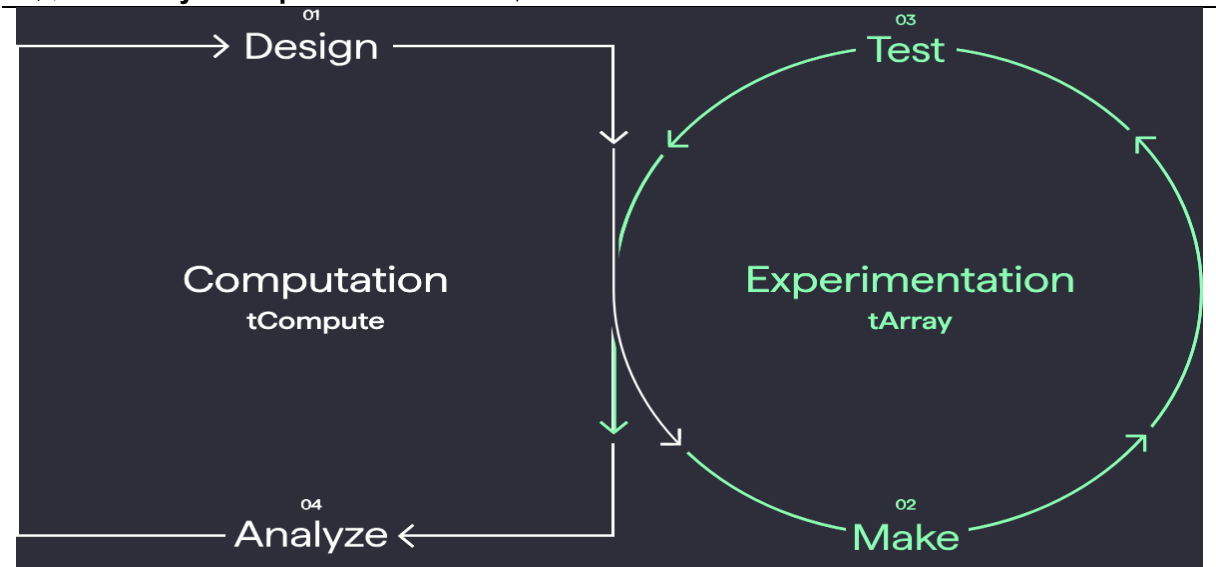 01
Design
03
Test
Computation
tCompute
Experimentation
tArray
04
Analyze
02
Make